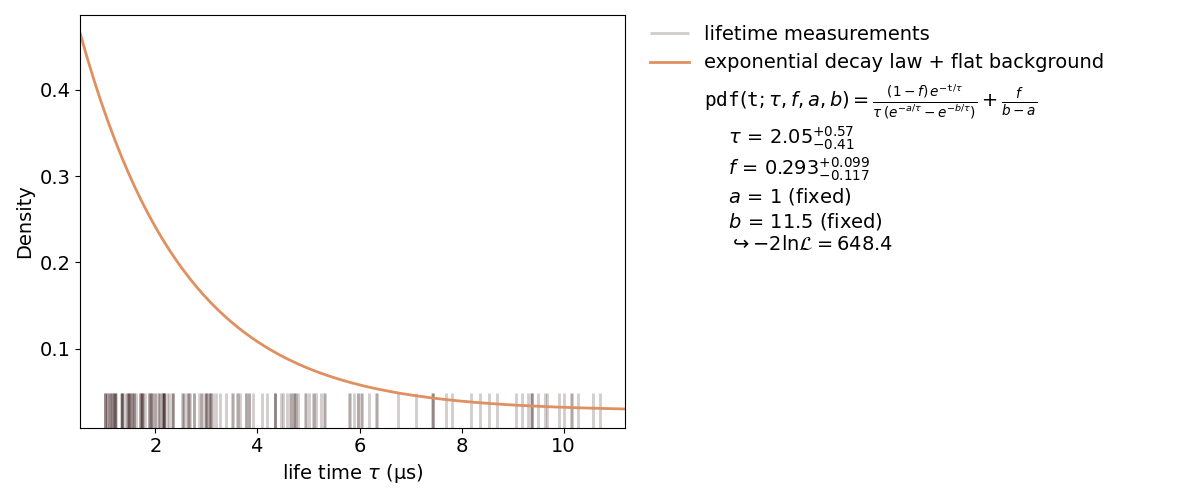 lifetime measurements
exponential decay law + flat background
pdf(t; τ, f, a, b) = (1 − f) e^{−t/τ} / τ (e^{−a/τ} − e^{−b/τ}) + f / b − a
τ = 2.05^{+0.57}_{−0.41}
f = 0.293^{+0.099}_{−0.117}
a = 1 (fixed)
b = 11.5 (fixed)
↪ −2lnℒ = 648.4
Density
0.4
0.3
0.2
0.1
2 4 6 8 10
life time τ (μs)